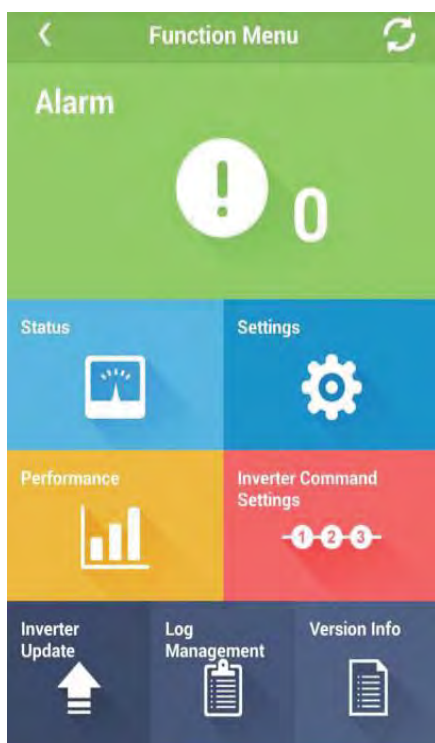 Function Menu
Alarm
0
Status
Settings
Performance
Inverter Command
Settings
1 2 3
Inverter
Update
Log
Management
Version Info